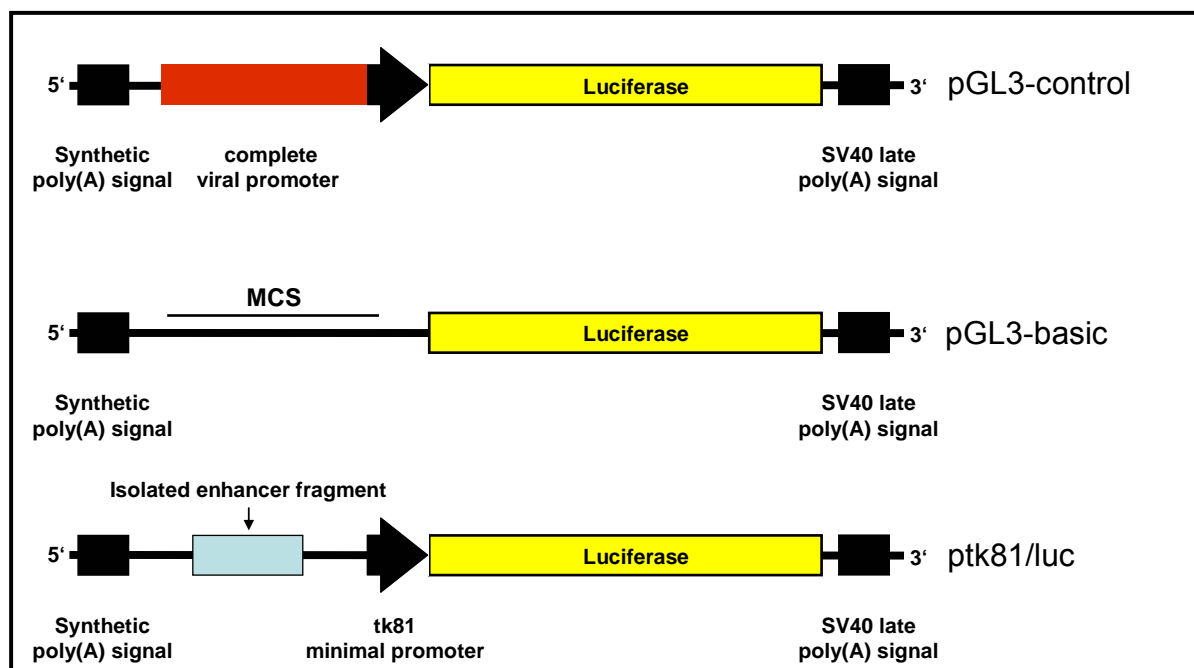 5‘
Luciferase
3‘
pGL3-control
Synthetic
poly(A) signal
complete
viral promoter
SV40 late
poly(A) signal
MCS
5‘
Luciferase
3‘
pGL3-basic
Synthetic
poly(A) signal
SV40 late
poly(A) signal
Isolated enhancer fragment
5‘
Luciferase
3‘
ptk81/luc
Synthetic
poly(A) signal
tk81
minimal promoter
SV40 late
poly(A) signal